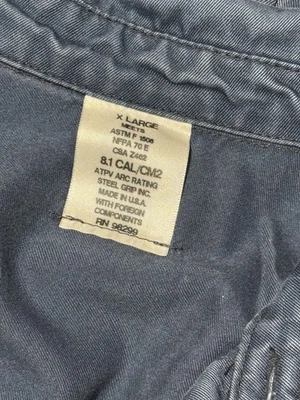 X LARGE
MEETS
ASTM F 1506
NFPA 70 E
CSA Z462
8.1 CAL/CM2
ATPV ARC RATING
STEEL GRIP INC.
MADE IN U.S.A.
WITH FOREIGN
COMPONENTS
RN 98299